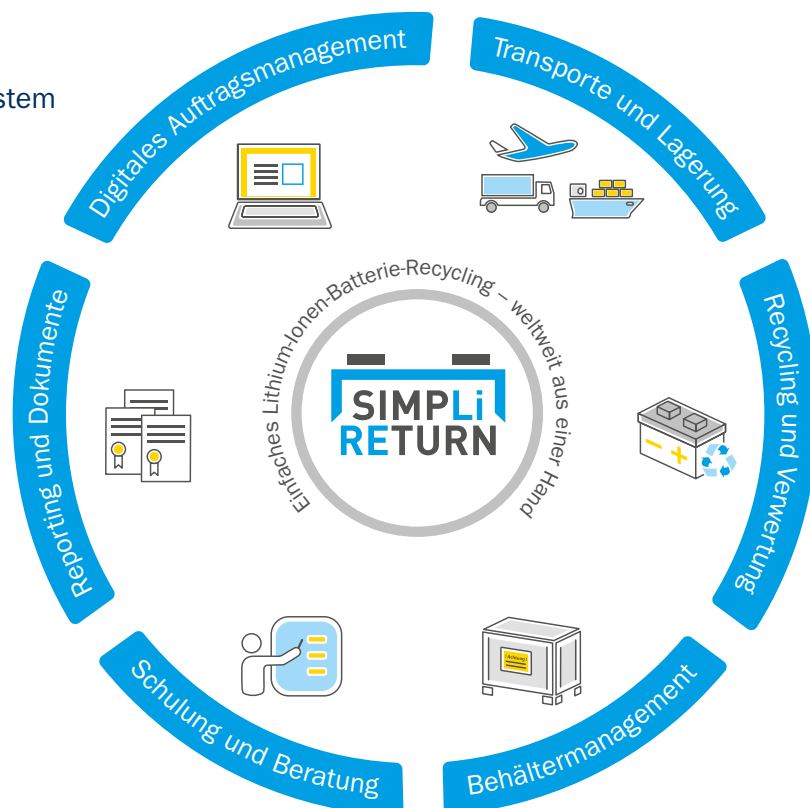 stem
Digitales Auftragsmanagement
Transporte und Lagerung
Recycling und Verwertung
Behältermanagement
Achtung!
Schulung und Beratung
Reporting und Dokumente
Einfaches Lithium-Ionen-Batterie-Recycling – weltweit aus einer Hand
SIMPLi
RETURN